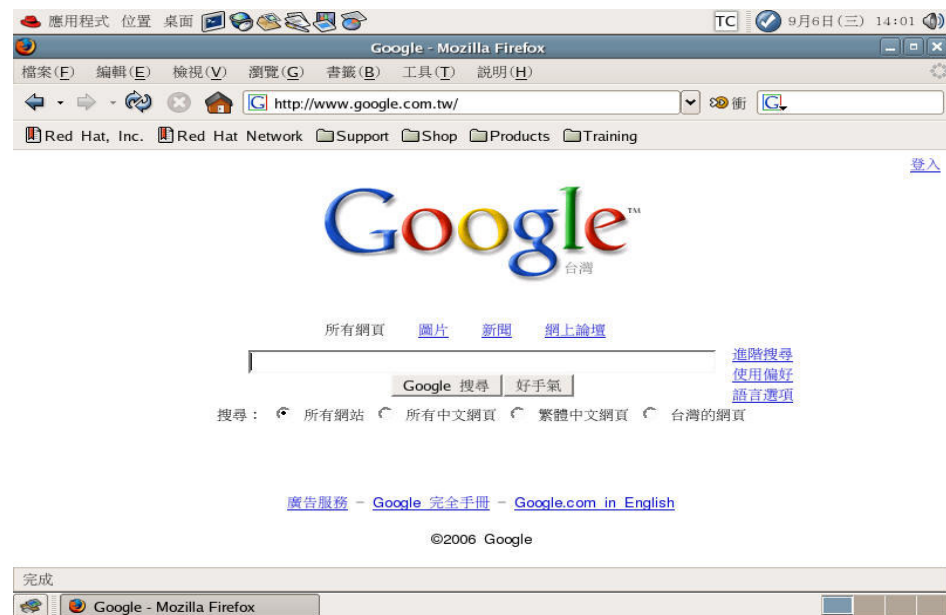 應用程式 位置 桌面 TC 9月6日(三) 14:01
Google - Mozilla Firefox
檔案(F) 編輯(E) 檢視(V) 瀏覽(G) 書籤(B) 工具(T) 説明(H)
G http://www.google.com.tw/ 衝 G
Red Hat, Inc. Red Hat Network Support Shop Products Training
登入
Google™
台灣
所有網頁 圖片 新聞 網上論壇
進階搜尋
使用偏好
Google 搜尋 好手氣
語言選項
搜尋： 所有網站 所有中文網頁 繁體中文網頁 台灣的網頁
廣告服務 - Google 完全手冊 - Google.com in English
©2006 Google
完成
Google - Mozilla Firefox